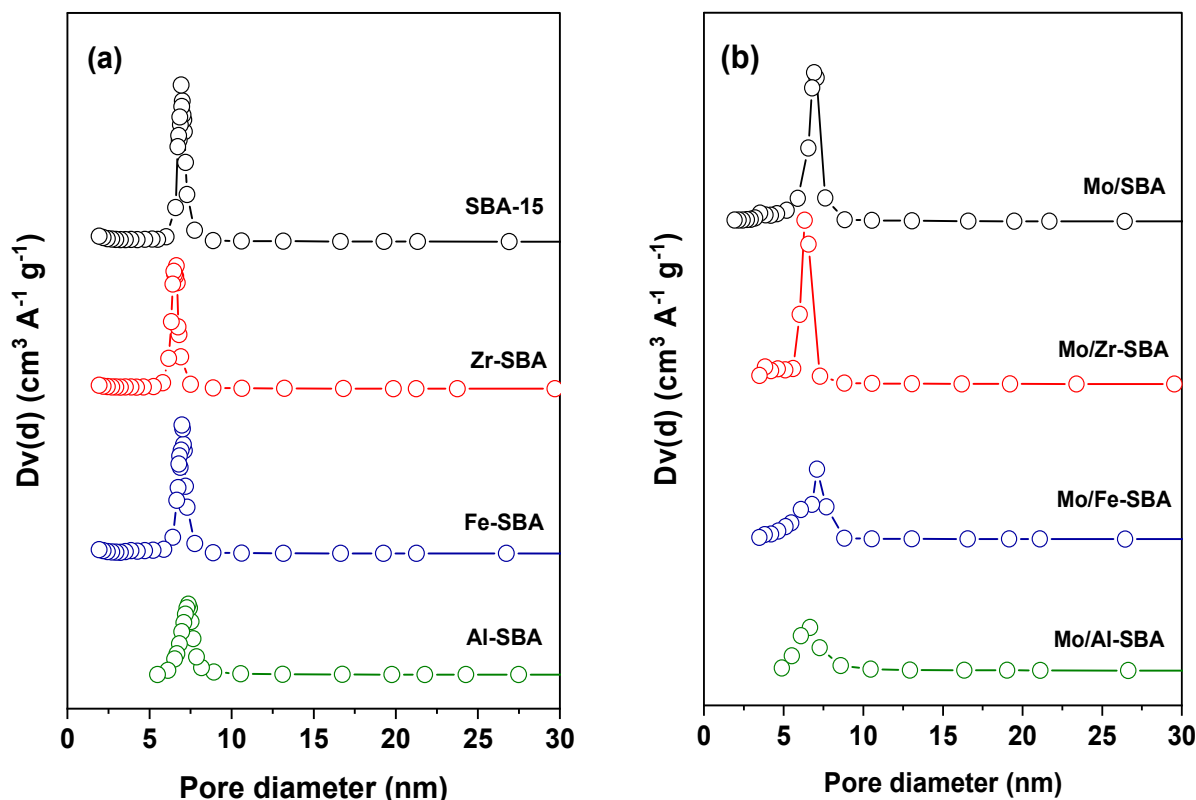 (a)
SBA-15
Zr-SBA
Fe-SBA
Al-SBA
Dv(d) (cm³ A⁻¹ g⁻¹)
0 5 10 15 20 25 30
Pore diameter (nm)
(b)
Mo/SBA
Mo/Zr-SBA
Mo/Fe-SBA
Mo/Al-SBA
Dv(d) (cm³ A⁻¹ g⁻¹)
0 5 10 15 20 25 30
Pore diameter (nm)